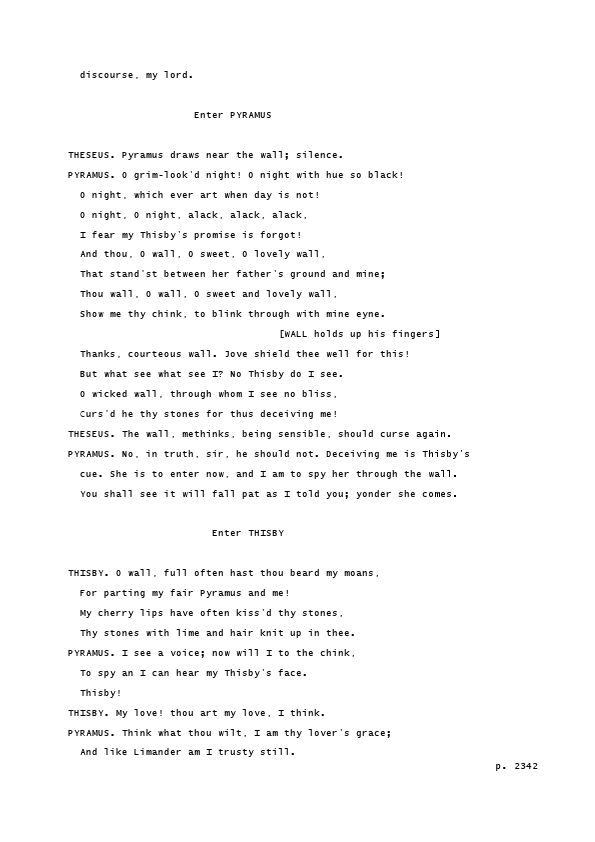 discourse, my lord.
Enter PYRAMUS
THESEUS. Pyramus draws near the wall; silence.
PYRAMUS. O grim-look'd night! O night with hue so black!
O night, which ever art when day is not!
O night, O night, alack, alack, alack,
I fear my Thisby's promise is forgot!
And thou, O wall, O sweet, O lovely wall,
That stand'st between her father's ground and mine;
Thou wall, O wall, O sweet and lovely wall,
Show me thy chink, to blink through with mine eyne.
[WALL holds up his fingers]
Thanks, courteous wall. Jove shield thee well for this!
But what see what see I? No Thisby do I see.
O wicked wall, through whom I see no bliss,
Curs'd he thy stones for thus deceiving me!
THESEUS. The wall, methinks, being sensible, should curse again.
PYRAMUS. No, in truth, sir, he should not. Deceiving me is Thisby's
cue. She is to enter now, and I am to spy her through the wall.
You shall see it will fall pat as I told you; yonder she comes.
Enter THISBY
THISBY. O wall, full often hast thou beard my moans,
For parting my fair Pyramus and me!
My cherry lips have often kiss'd thy stones,
Thy stones with lime and hair knit up in thee.
PYRAMUS. I see a voice; now will I to the chink,
To spy an I can hear my Thisby's face.
Thisby!
THISBY. My love! thou art my love, I think.
PYRAMUS. Think what thou wilt, I am thy lover's grace;
And like Limander am I trusty still.
p. 2342